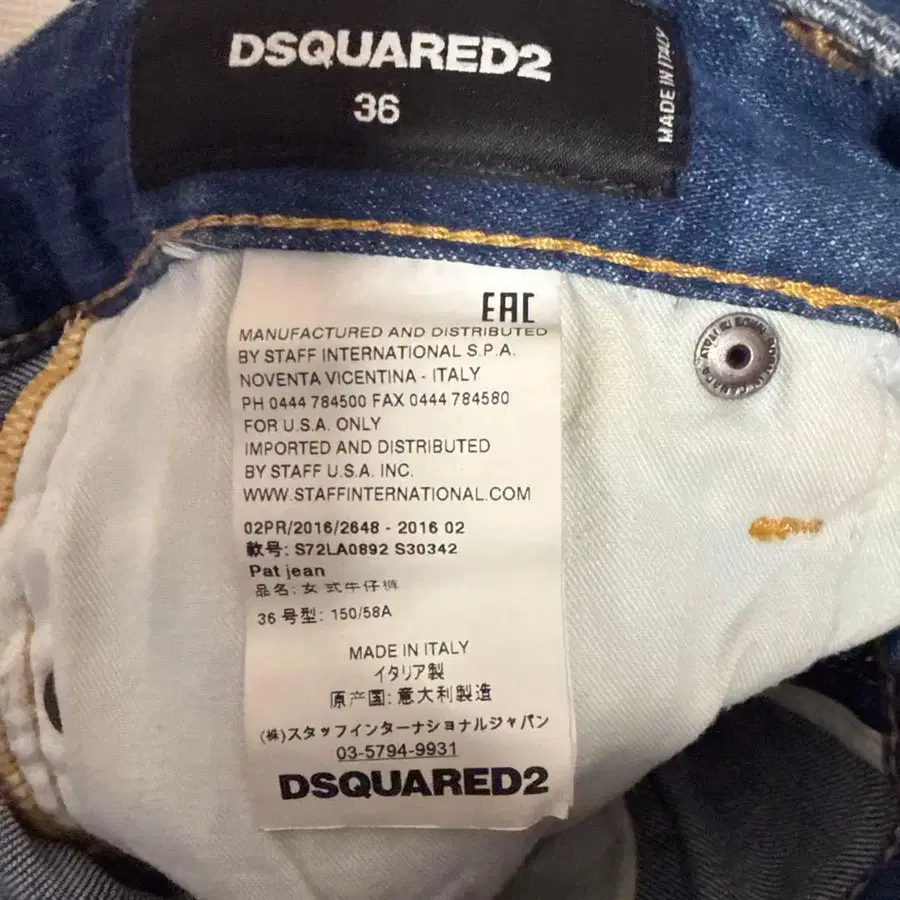 DSQUARED2
36
MADE IN ITALY
EAC
MANUFACTURED AND DISTRIBUTED
BY STAFF INTERNATIONAL S.P.A.
NOVENTA VICENTINA - ITALY
PH 0444 784500 FAX 0444 784580
FOR U.S.A. ONLY
IMPORTED AND DISTRIBUTED
BY STAFF U.S.A. INC.
WWW.STAFFINTERNATIONAL.COM
02PR/2016/2648 - 2016 02
款号: S72LA0892 S30342
Pat jean
品名: 女式牛仔裤
36 号型: 150/58A
MADE IN ITALY
イタリア製
原产国: 意大利製造
(株)スタッフインターナショナルジャパン
03-5794-9931
DSQUARED2